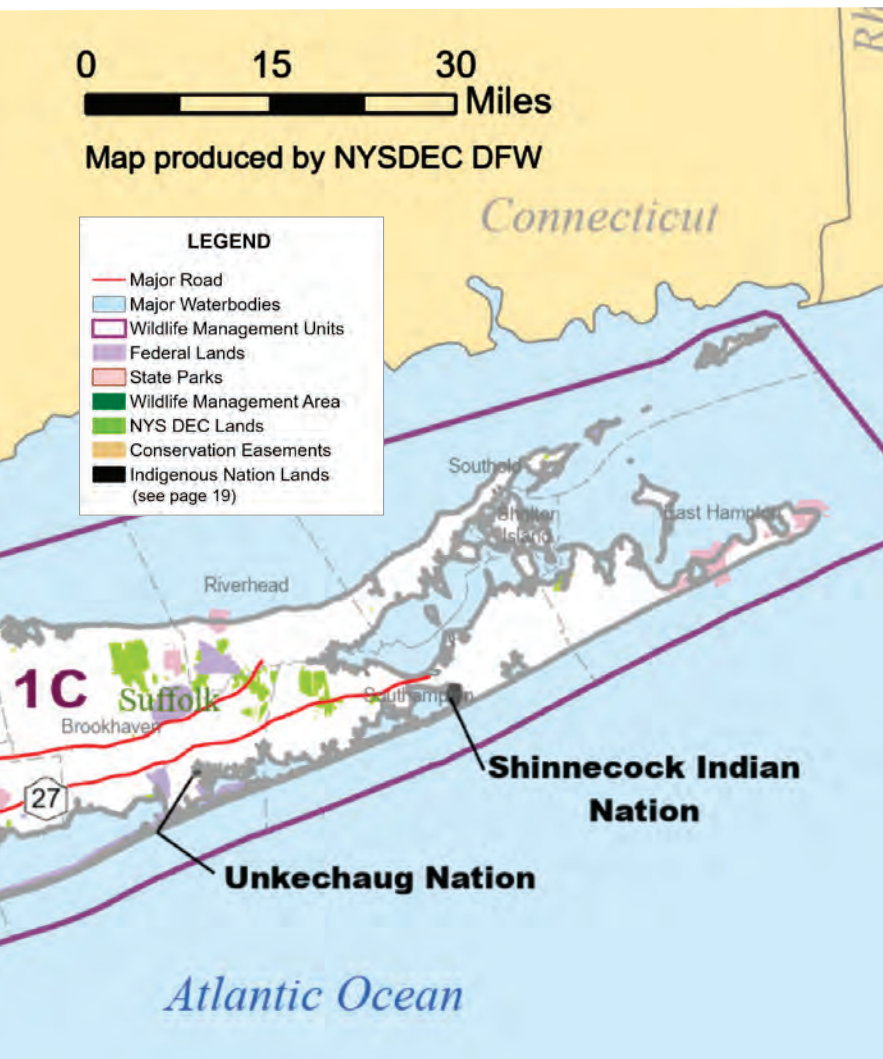 0 15 30
Miles
Map produced by NYSDEC DFW
Rh
Connecticut
LEGEND
Major Road
Major Waterbodies
Wildlife Management Units
Federal Lands
State Parks
Wildlife Management Area
NYS DEC Lands
Conservation Easements
Indigenous Nation Lands
(see page 19)
Southold
Shelter
Island
East Hampton
Riverhead
1C
Suffolk
Brookhaven
Southampton
27
Shinnecock Indian
Nation
Unkechaug Nation
Atlantic Ocean